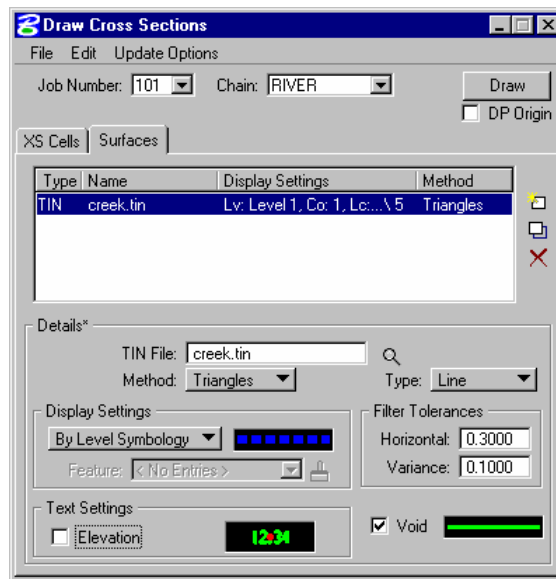 Draw Cross Sections
File Edit Update Options
Job Number: 101 Chain: RIVER Draw
DP Origin
XS Cells Surfaces
Type Name Display Settings Method
TIN creek.tin Lv: Level 1, Co: 1, Lc:...\ 5 Triangles
Details*
TIN File: creek.tin
Method: Triangles Type: Line
Display Settings Filter Tolerances
By Level Symbology Horizontal: 0.3000
Feature: < No Entries > Variance: 0.1000
Text Settings
Elevation 12.34 Void